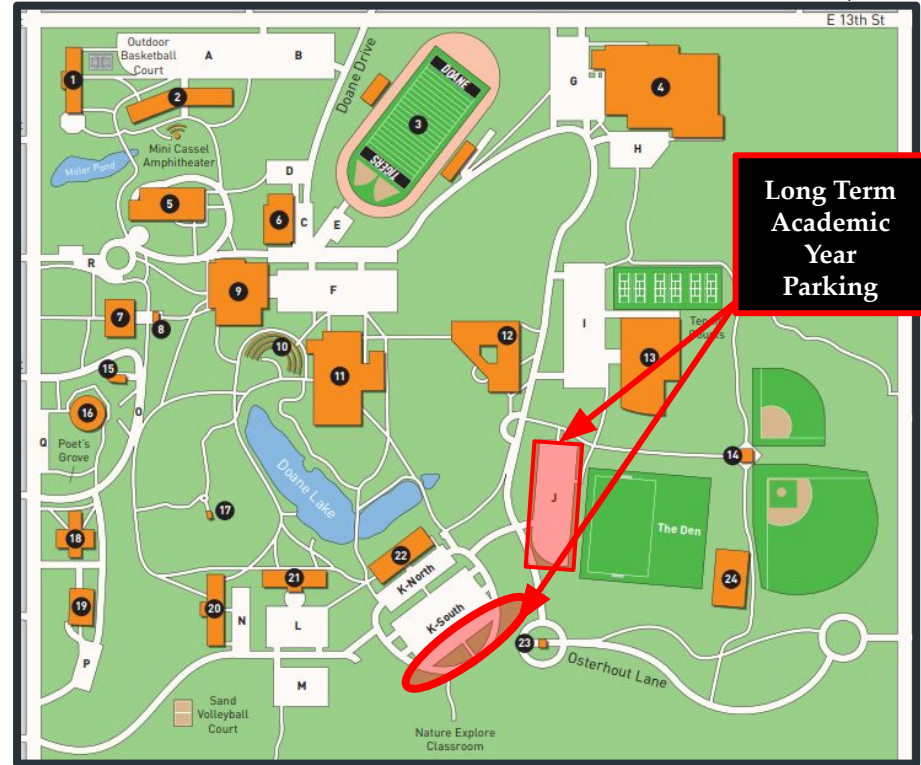 E 13th St
Outdoor
Basketball
Court
A
B
Doane Drive
DOANE
G
1
2
3
4
Mini Cassel
Amphitheater
Miller Pond
TIGERS
H
D
5
6
C
E
Long Term
Academic
Year
Parking
R
9
F
7
8
I
Tennis
Courts
10
12
11
13
15
16
O
Q
Poet's
Grove
Doane Lake
14
J
17
The Den
18
22
K-North
24
21
19
20
N
L
K-South
23
Osterhout Lane
P
M
Sand
Volleyball
Court
Nature Explore
Classroom